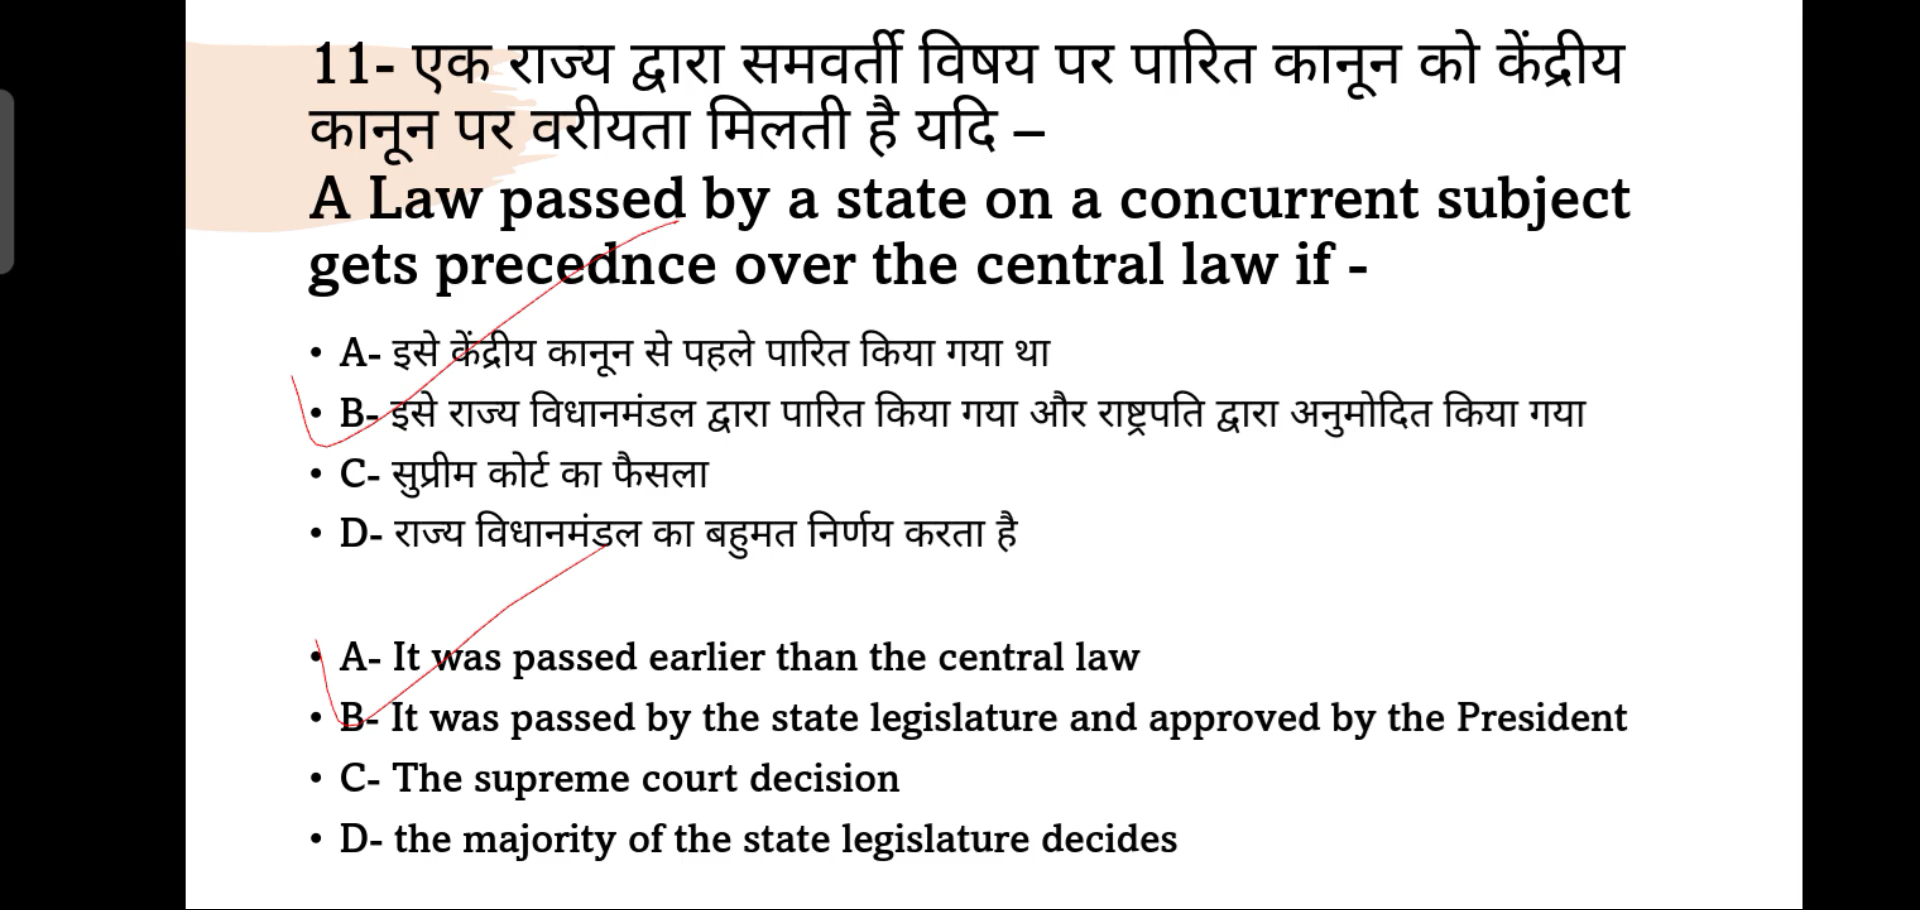 11- एक राज्य द्वारा समवर्ती विषय पर पारित कानून को केंद्रीय
कानून पर वरीयता मिलती है यदि –
A Law passed by a state on a concurrent subject
gets precednce over the central law if -
• A- इसे केंद्रीय कानून से पहले पारित किया गया था
• B- इसे राज्य विधानमंडल द्वारा पारित किया गया और राष्ट्रपति द्वारा अनुमोदित किया गया
• C- सुप्रीम कोर्ट का फैसला
• D- राज्य विधानमंडल का बहुमत निर्णय करता है
• A- It was passed earlier than the central law
• B- It was passed by the state legislature and approved by the President
• C- The supreme court decision
• D- the majority of the state legislature decides